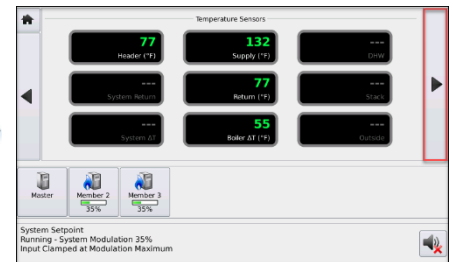 Temperature Sensors
77
Header (°F)
132
Supply (°F)
---
DHW
---
System Return
77
Return (°F)
---
Stack
---
System ΔT
55
Boiler ΔT (°F)
---
Outside
Master
Member 2
35%
Member 3
35%
System Setpoint
Running - System Modulation 35%
Input Clamped at Modulation Maximum